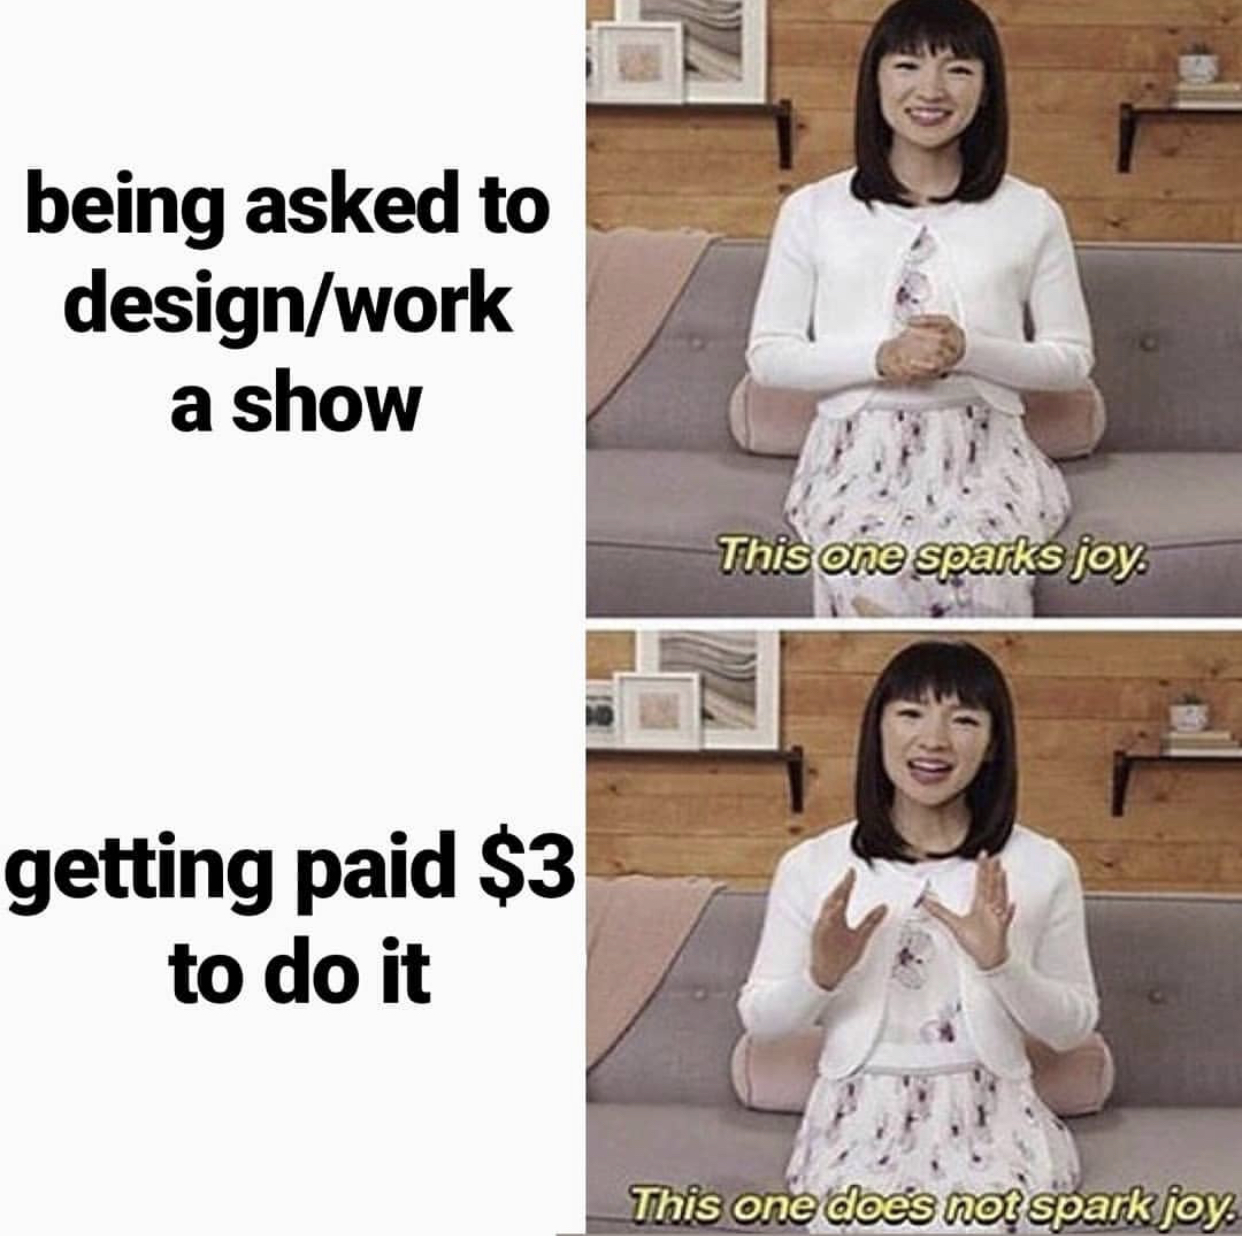 being asked to
design/work
a show
This one sparks joy.
getting paid $3
to do it
This one does not spark joy.